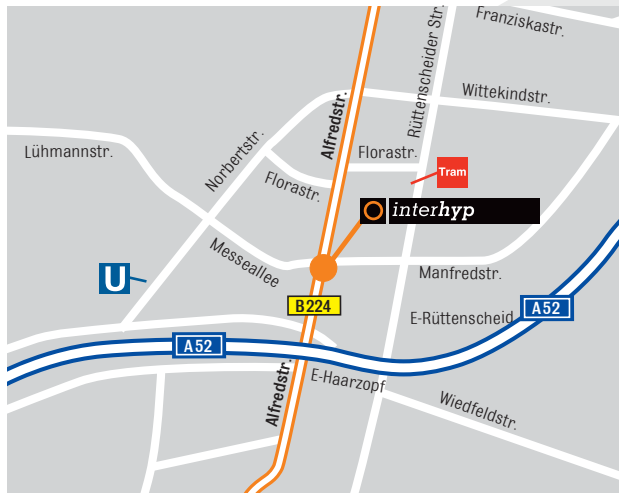 Franziskastr.
Rüttenscheider Str.
Wittekindstr.
Alfredstr.
Norbertstr.
Lühmannstr.
Florastr.
Florastr.
Tram
interhyp
Messeallee
Manfredstr.
U
B224
E-Rüttenscheid
A52
A52
E-Haarzopf
Alfredstr.
Wiedfeldstr.